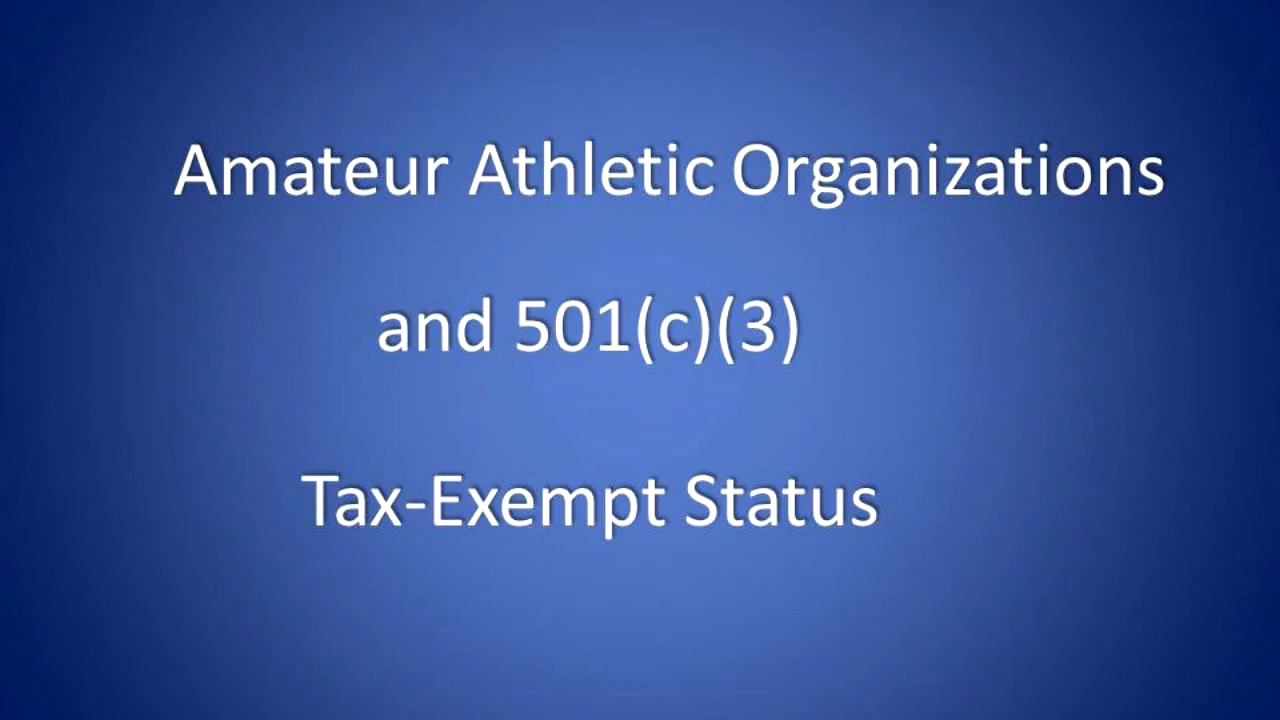 Amateur Athletic Organizations
and 501(c)(3)
Tax-Exempt Status